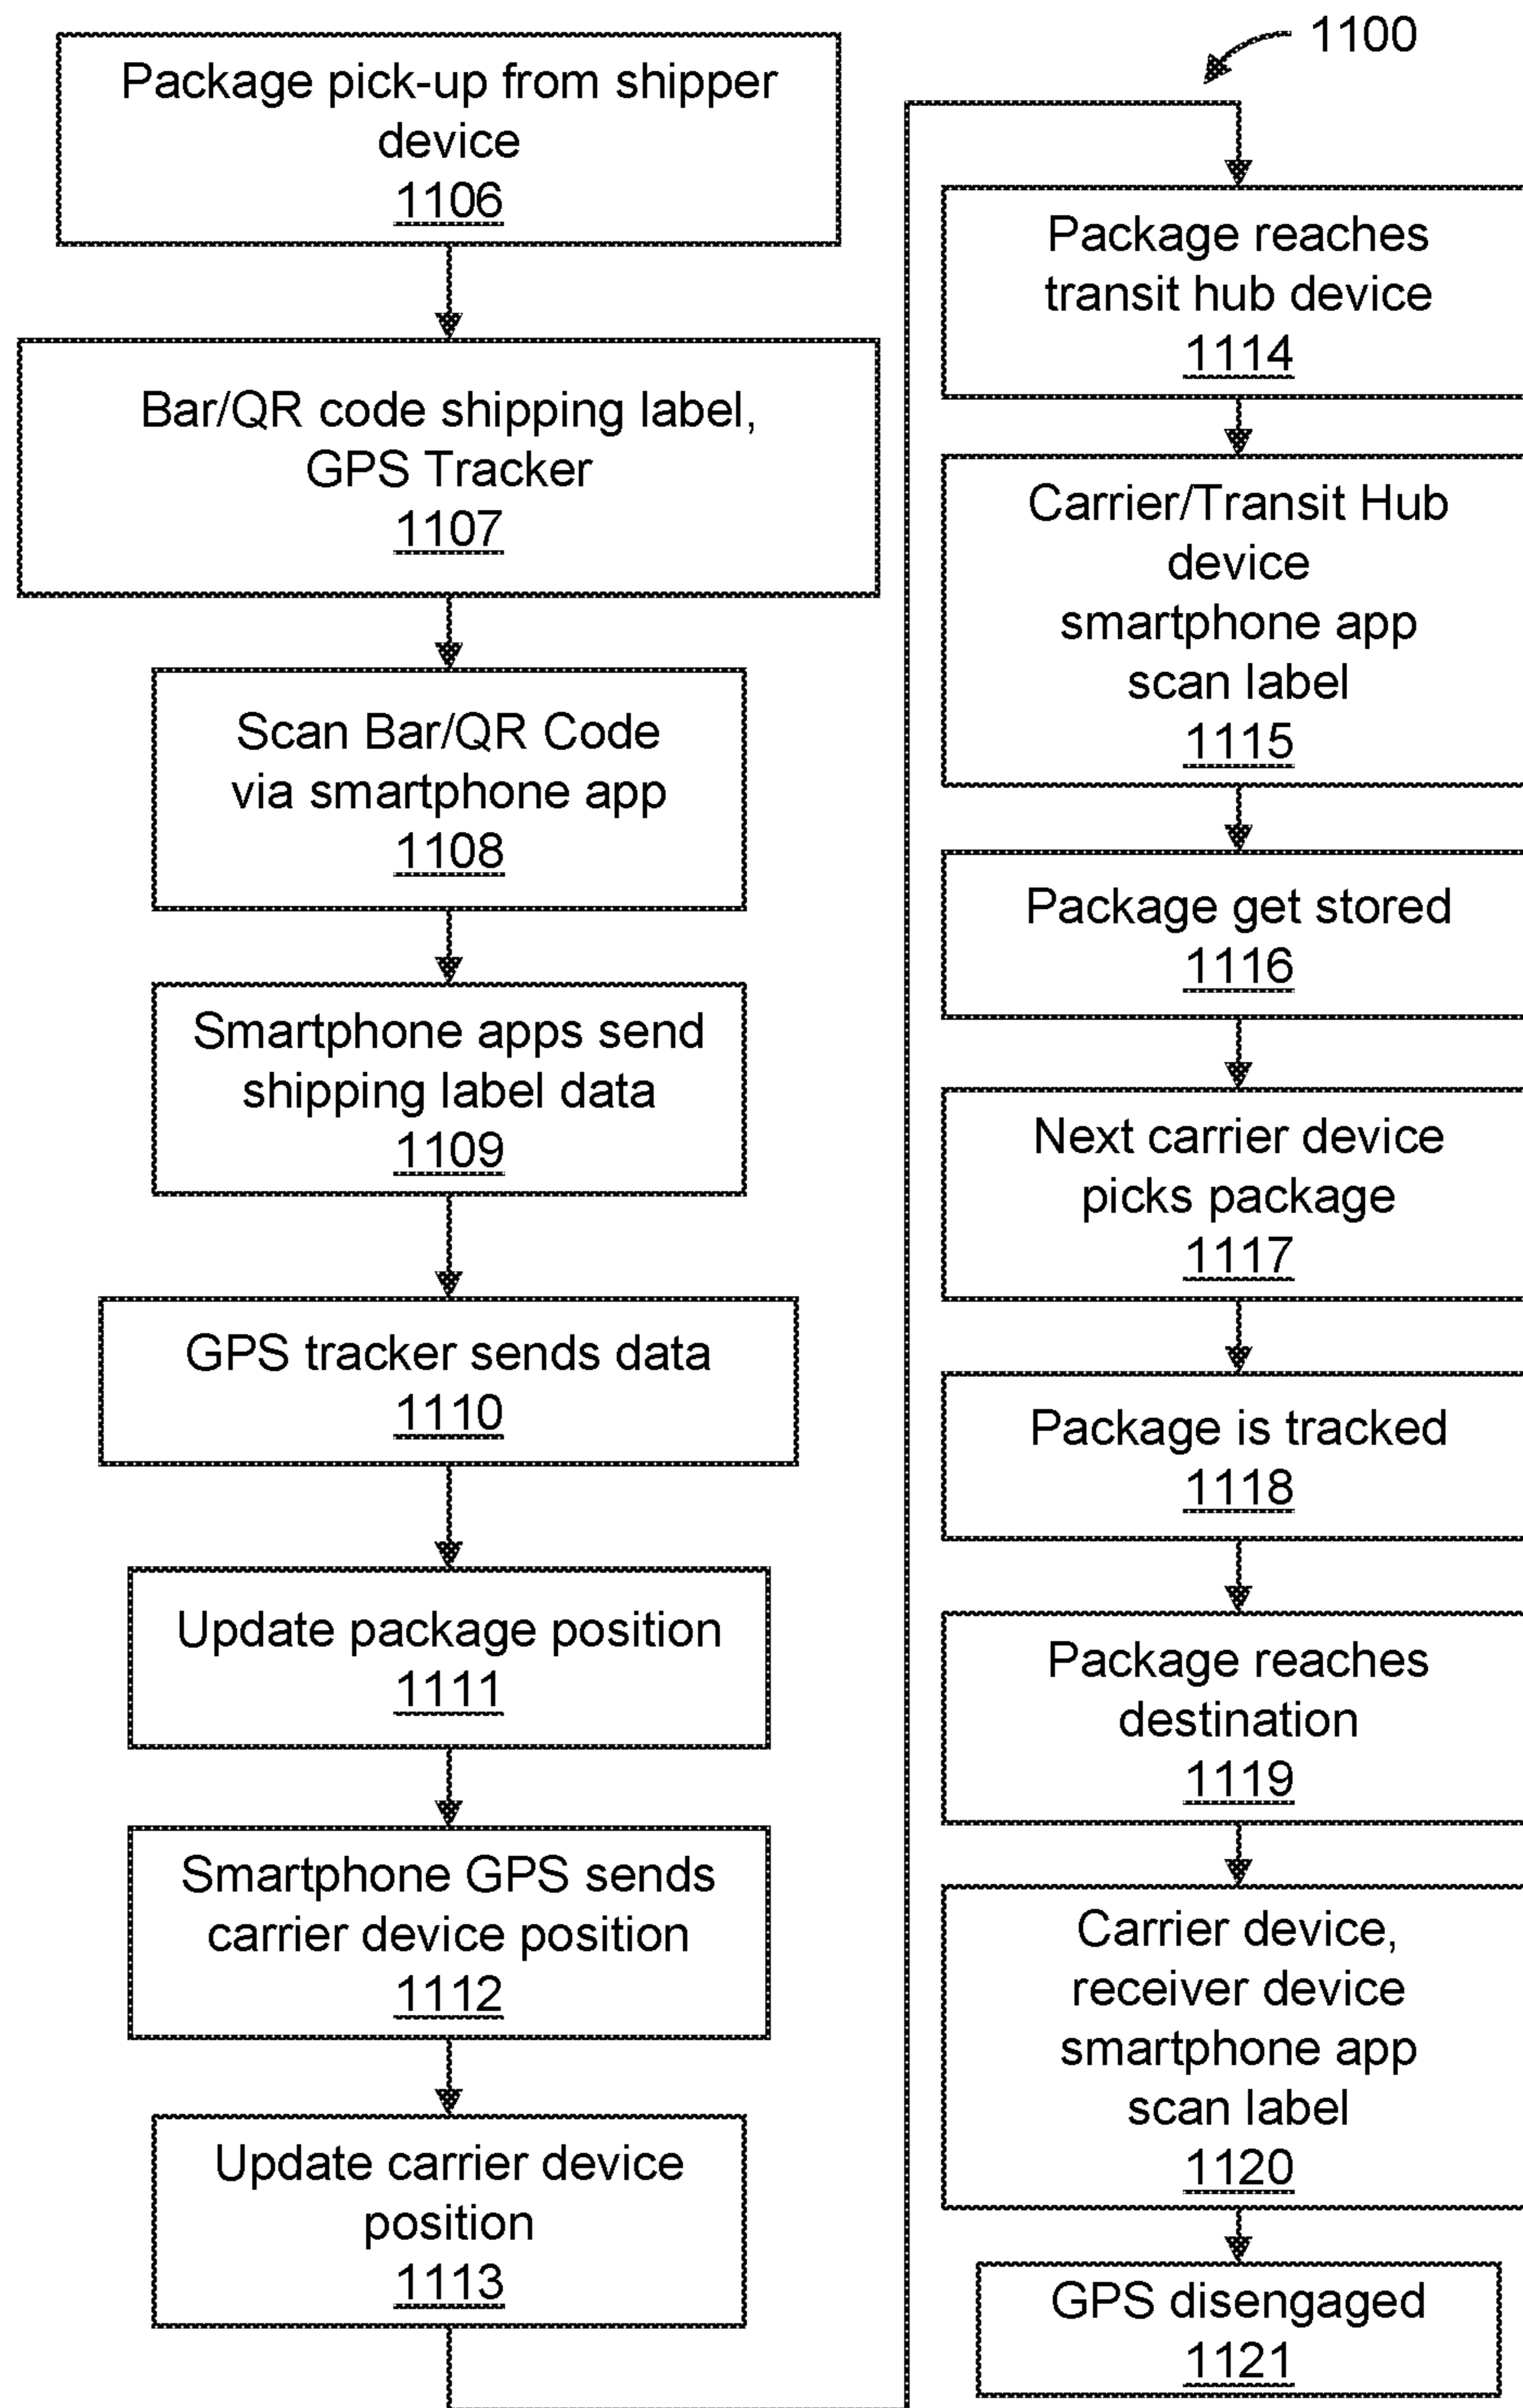 Package pick-up from shipper
device
1106
Bar/QR code shipping label,
GPS Tracker
1107
Scan Bar/QR Code
via smartphone app
1108
Smartphone apps send
shipping label data
1109
GPS tracker sends data
1110
Update package position
1111
Smartphone GPS sends
carrier device position
1112
Update carrier device
position
1113
1100
Package reaches
transit hub device
1114
Carrier/Transit Hub
device
smartphone app
scan label
1115
Package get stored
1116
Next carrier device
picks package
1117
Package is tracked
1118
Package reaches
destination
1119
Carrier device,
receiver device
smartphone app
scan label
1120
GPS disengaged
1121